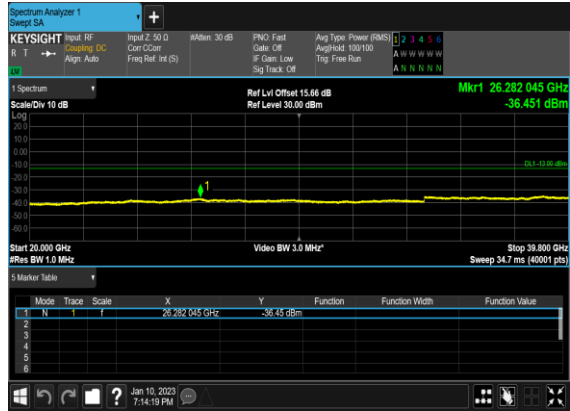 Spectrum Analyzer 1
Swept SA
KEYSIGHT
R T
LW
Input: RF
Coupling: DC
Align: Auto
Input Z: 50 Ω
Corr CCorr
Freq Ref: Int (S)
#Atten: 30 dB
PNO: Fast
Gate: Off
IF Gain: Low
Sig Track: Off
Avg Type: Power (RMS)
Avg|Hold: 100/100
Trig: Free Run
1 2 3 4 5 6
A W W W W W
A N N N N N
1 Spectrum
Scale/Div 10 dB
Ref Lvl Offset 15.66 dB
Ref Level 30.00 dBm
Mkr1 26.282 045 GHz
-36.451 dBm
Log
20.0
10.0
0.00
-10.0
DL1 -13.00 dBm
-20.0
-30.0
1
-40.0
-50.0
-60.0
Start 20.000 GHz
#Res BW 1.0 MHz
Video BW 3.0 MHz*
Stop 39.800 GHz
Sweep 34.7 ms (40001 pts)
5 Marker Table
Mode Trace Scale X Y Function Function Width Function Value
1 N 1 f 26.282 045 GHz -36.45 dBm
2
3
4
5
6
Jan 10, 2023
7:14:19 PM